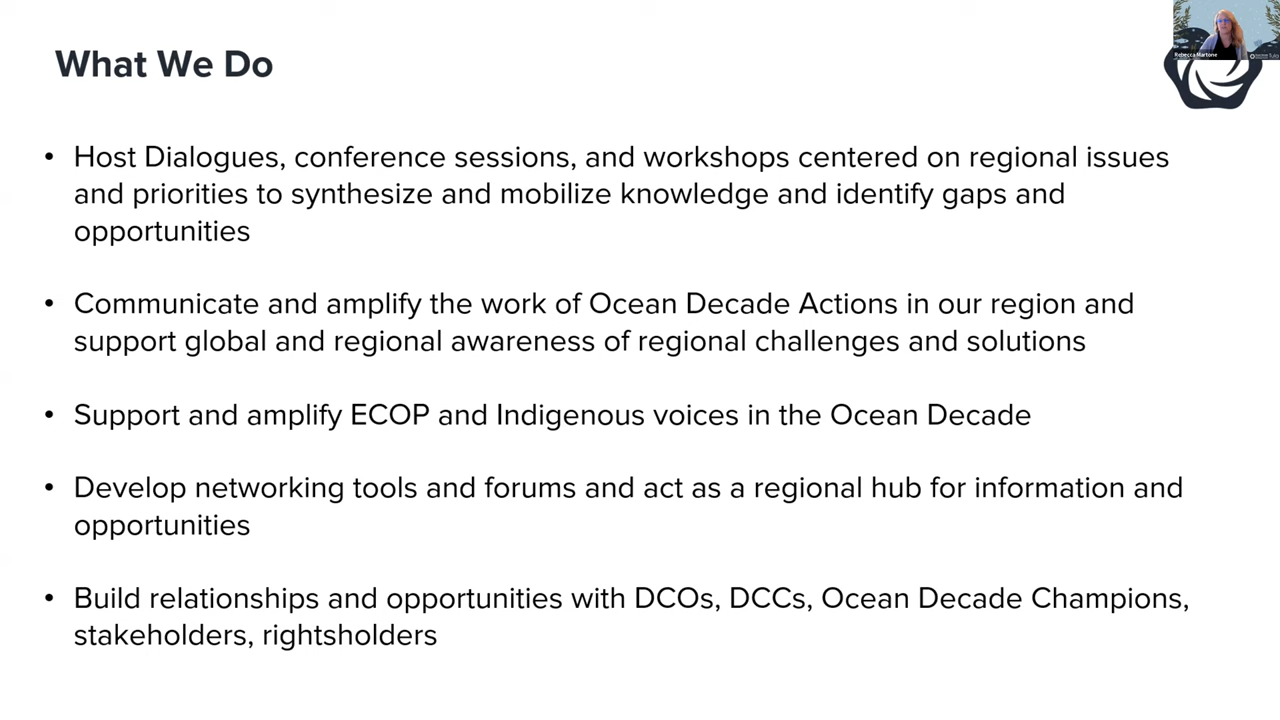 What We Do
Rebecca Martone
• Host Dialogues, conference sessions, and workshops centered on regional issues
and priorities to synthesize and mobilize knowledge and identify gaps and
opportunities
• Communicate and amplify the work of Ocean Decade Actions in our region and
support global and regional awareness of regional challenges and solutions
• Support and amplify ECOP and Indigenous voices in the Ocean Decade
• Develop networking tools and forums and act as a regional hub for information and
opportunities
• Build relationships and opportunities with DCOs, DCCs, Ocean Decade Champions,
stakeholders, rightsholders